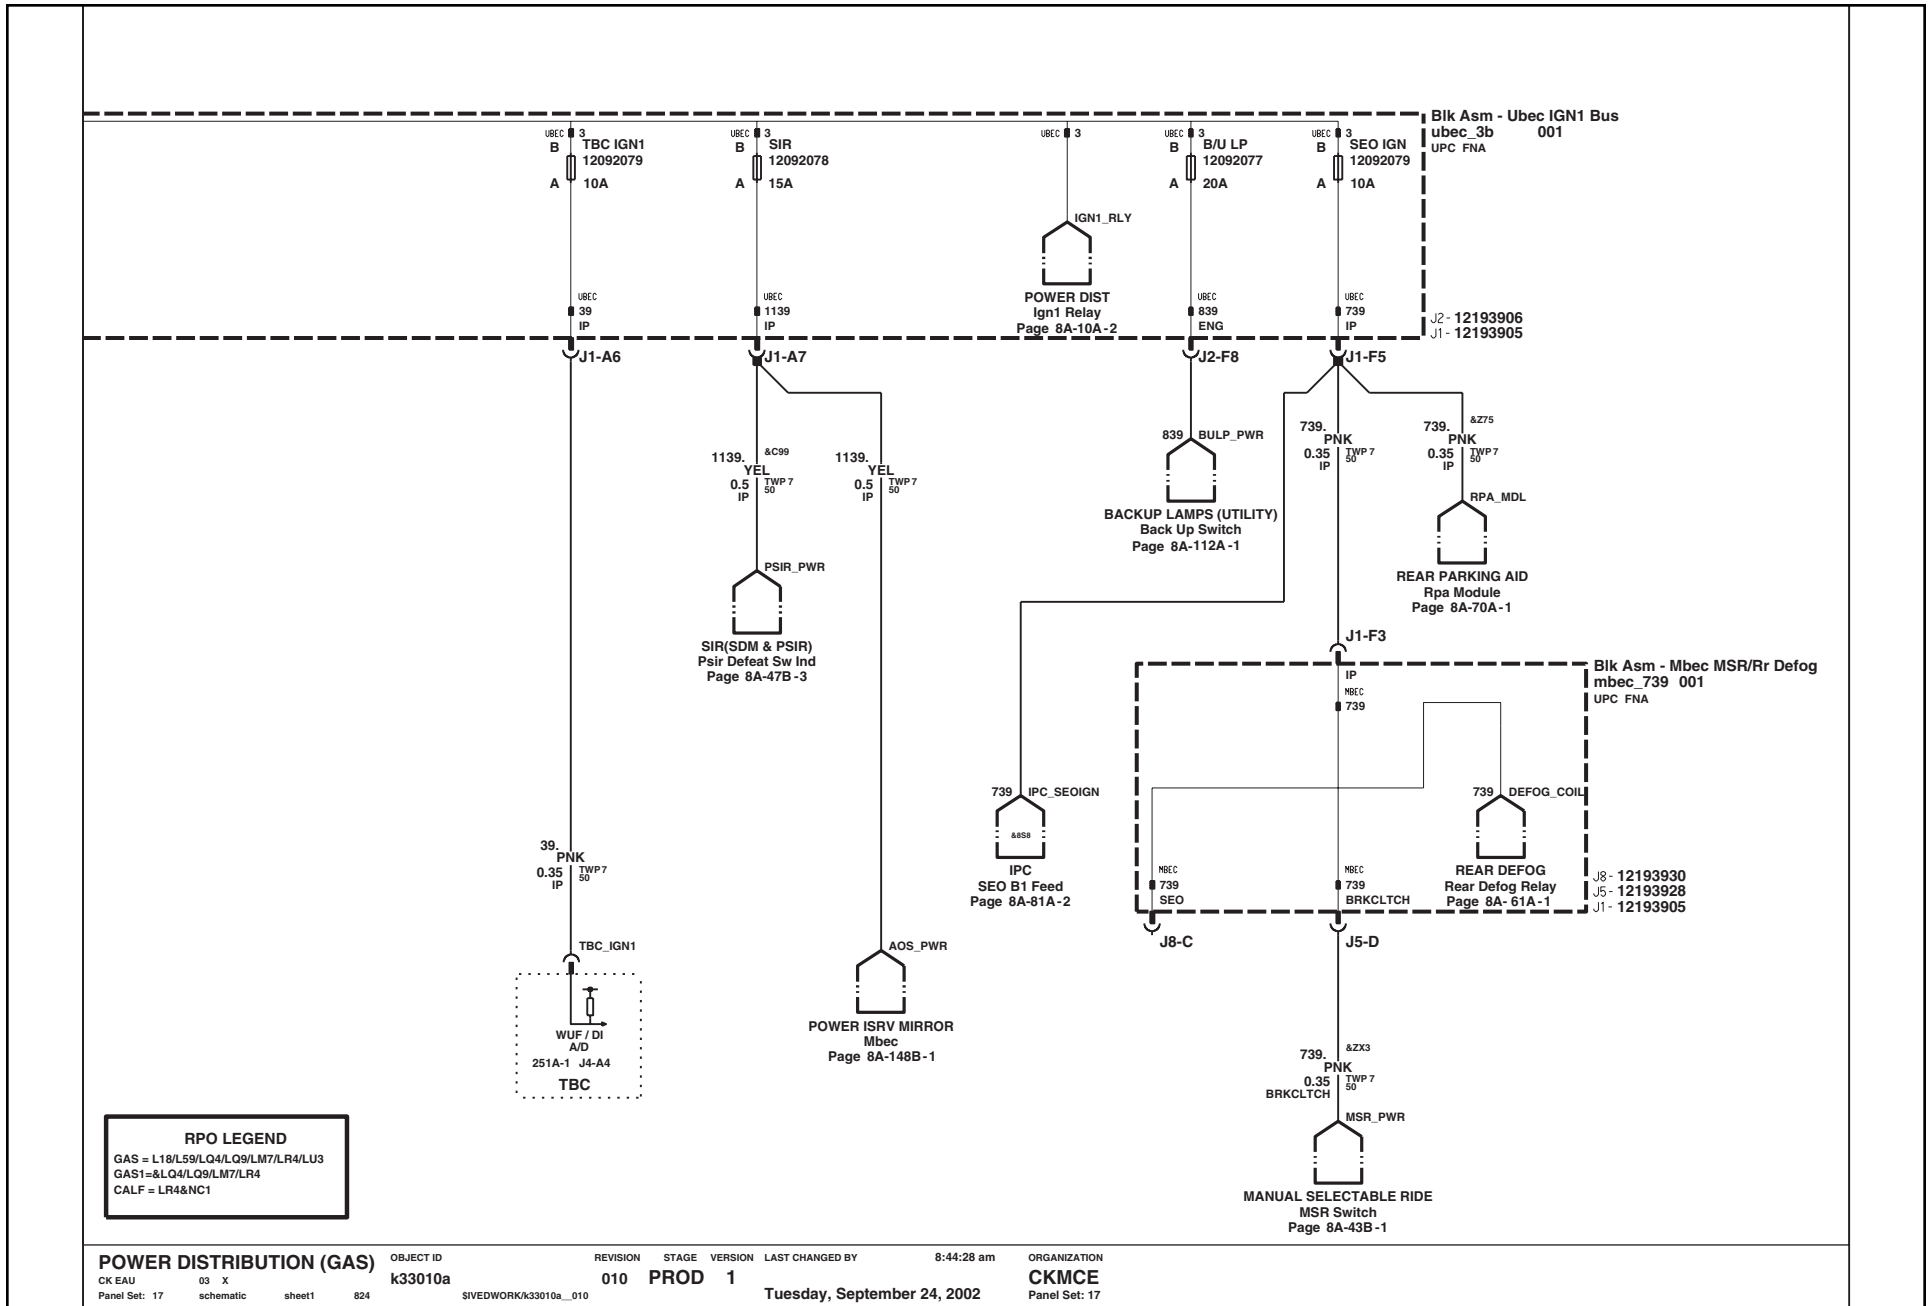 Blk Asm - Ubec IGN1 Bus
ubec_3b 001
UPC FNA
UBEC 3
B TBC IGN1
12092079
A 10A
UBEC 3
B SIR
12092078
A 15A
UBEC 3
IGN1_RLY
POWER DIST
Ign1 Relay
Page 8A-10A-2
UBEC 3
B B/U LP
12092077
A 20A
UBEC 3
B SEO IGN
12092079
A 10A
UBEC
39
IP
UBEC
1139
IP
UBEC
839
ENG
UBEC
739
IP
J2- 12193906
J1- 12193905
J1-A6
J1-A7
J2-F8
J1-F5
1139. &C99
YEL
0.5 TWP 7
50
IP
1139.
YEL
0.5 TWP 7
50
IP
839 BULP_PWR
BACKUP LAMPS (UTILITY)
Back Up Switch
Page 8A-112A-1
739.
PNK
0.35 TWP 7
50
IP
739. &Z75
PNK
0.35 TWP 7
50
IP
RPA_MDL
REAR PARKING AID
Rpa Module
Page 8A-70A-1
PSIR_PWR
SIR(SDM & PSIR)
Psir Defeat Sw Ind
Page 8A-47B-3
J1-F3
Blk Asm - Mbec MSR/Rr Defog
mbec_739 001
UPC FNA
IP
MBEC
739
739 IPC_SEOIGN
&8S8
IPC
SEO B1 Feed
Page 8A-81A-2
739 DEFOG_COIL
REAR DEFOG
Rear Defog Relay
Page 8A- 61A-1
MBEC
739
SEO
MBEC
739
BRKCLTCH
J8- 12193930
J5- 12193928
J1- 12193905
J8-C
J5-D
39.
PNK
0.35 TWP 7
50
IP
TBC_IGN1
WUF / DI
A/D
251A-1 J4-A4
TBC
AOS_PWR
POWER ISRV MIRROR
Mbec
Page 8A-148B-1
739. &ZX3
PNK
0.35 TWP 7
50
BRKCLTCH
MSR_PWR
MANUAL SELECTABLE RIDE
MSR Switch
Page 8A-43B-1
RPO LEGEND
GAS = L18/L59/LQ4/LQ9/LM7/LR4/LU3
GAS1=&LQ4/LQ9/LM7/LR4
CALF = LR4&NC1
POWER DISTRIBUTION (GAS) OBJECT ID REVISION STAGE VERSION LAST CHANGED BY 8:44:28 am ORGANIZATION
CK EAU 03 X k33010a 010 PROD 1 CKMCE
Panel Set: 17 schematic sheet1 824 $IVEDWORK/k33010a__010 Tuesday, September 24, 2002 Panel Set: 17